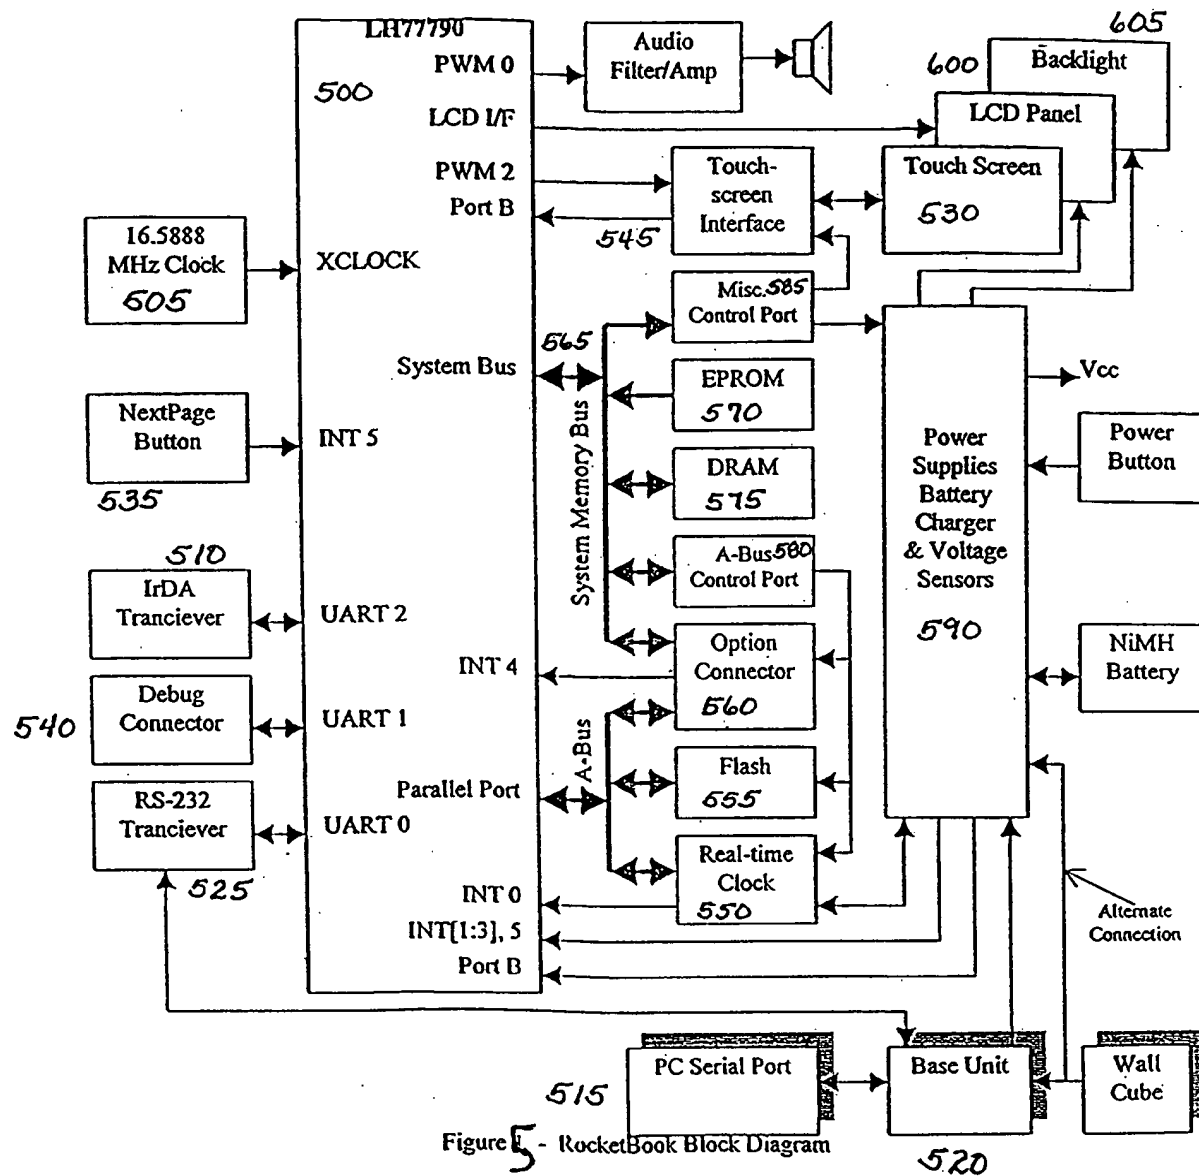 LH77790
500
PWM 0
LCD I/F
PWM 2
Port B
XCLOCK
System Bus
INT 5
UART 2
INT 4
UART 1
Parallel Port
UART 0
INT 0
INT[1:3], 5
Port B
Audio
Filter/Amp
605
Backlight
600
LCD Panel
Touch Screen
530
Touch-
screen
Interface
545
16.5888
MHz Clock
505
Misc. 585
Control Port
565
System Memory Bus
EPROM
570
DRAM
575
A-Bus 580
Control Port
Option
Connector
560
A-Bus
Flash
555
Real-time
Clock
550
NextPage
Button
535
510
IrDA
Tranciever
Debug
Connector
540
RS-232
Tranciever
525
Power
Supplies
Battery
Charger
& Voltage
Sensors
590
Vcc
Power
Button
NiMH
Battery
Alternate
Connection
PC Serial Port
515
Base Unit
520
Wall
Cube
Figure 5 - RocketBook Block Diagram